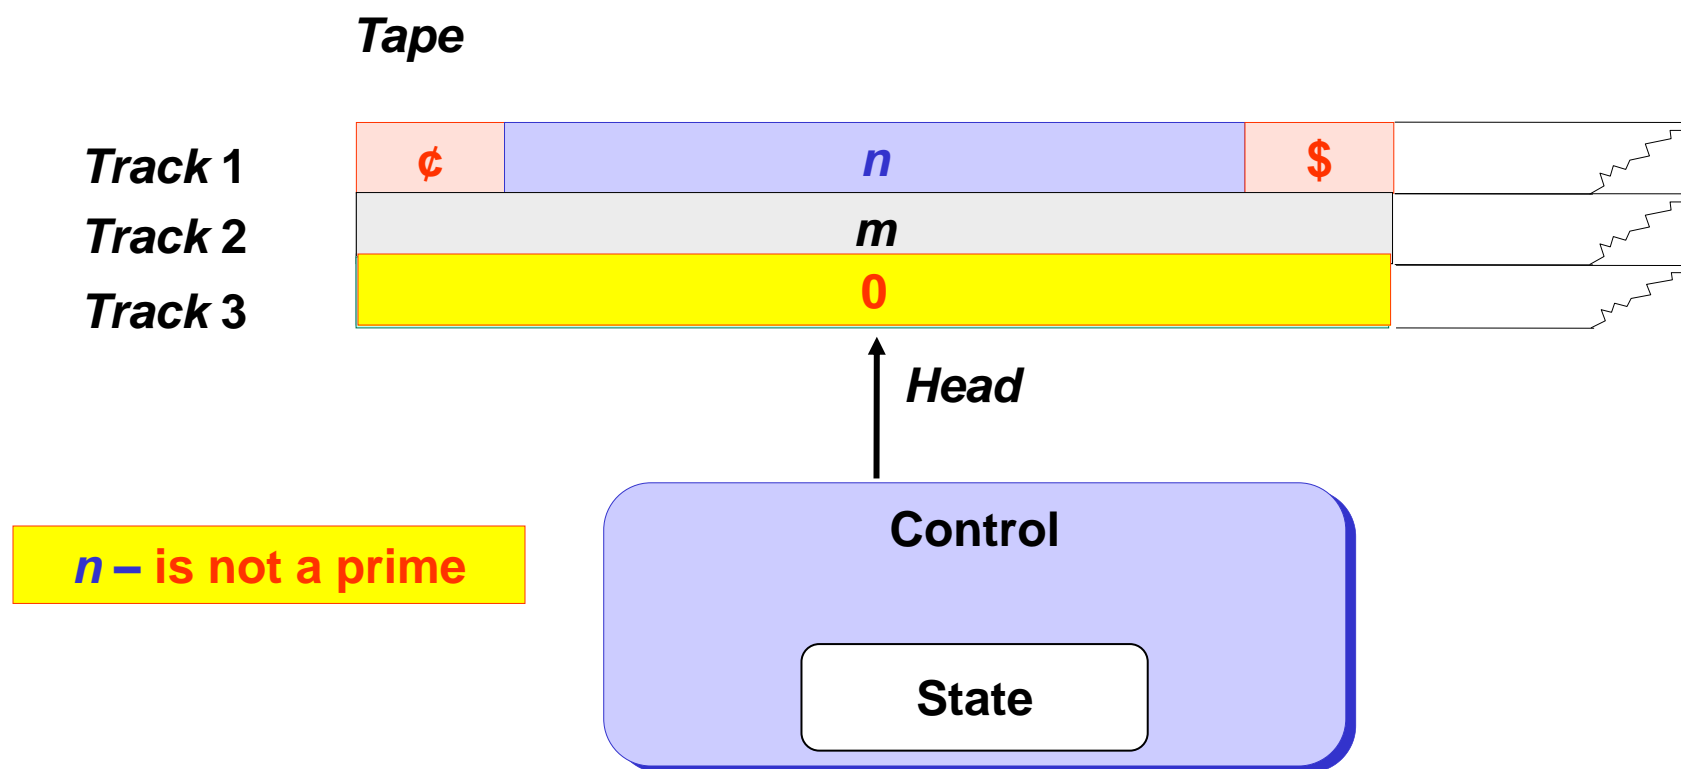 Tape
Track 1 ¢ n $
Track 2 m
Track 3 0
Head
Control
n – is not a prime
State